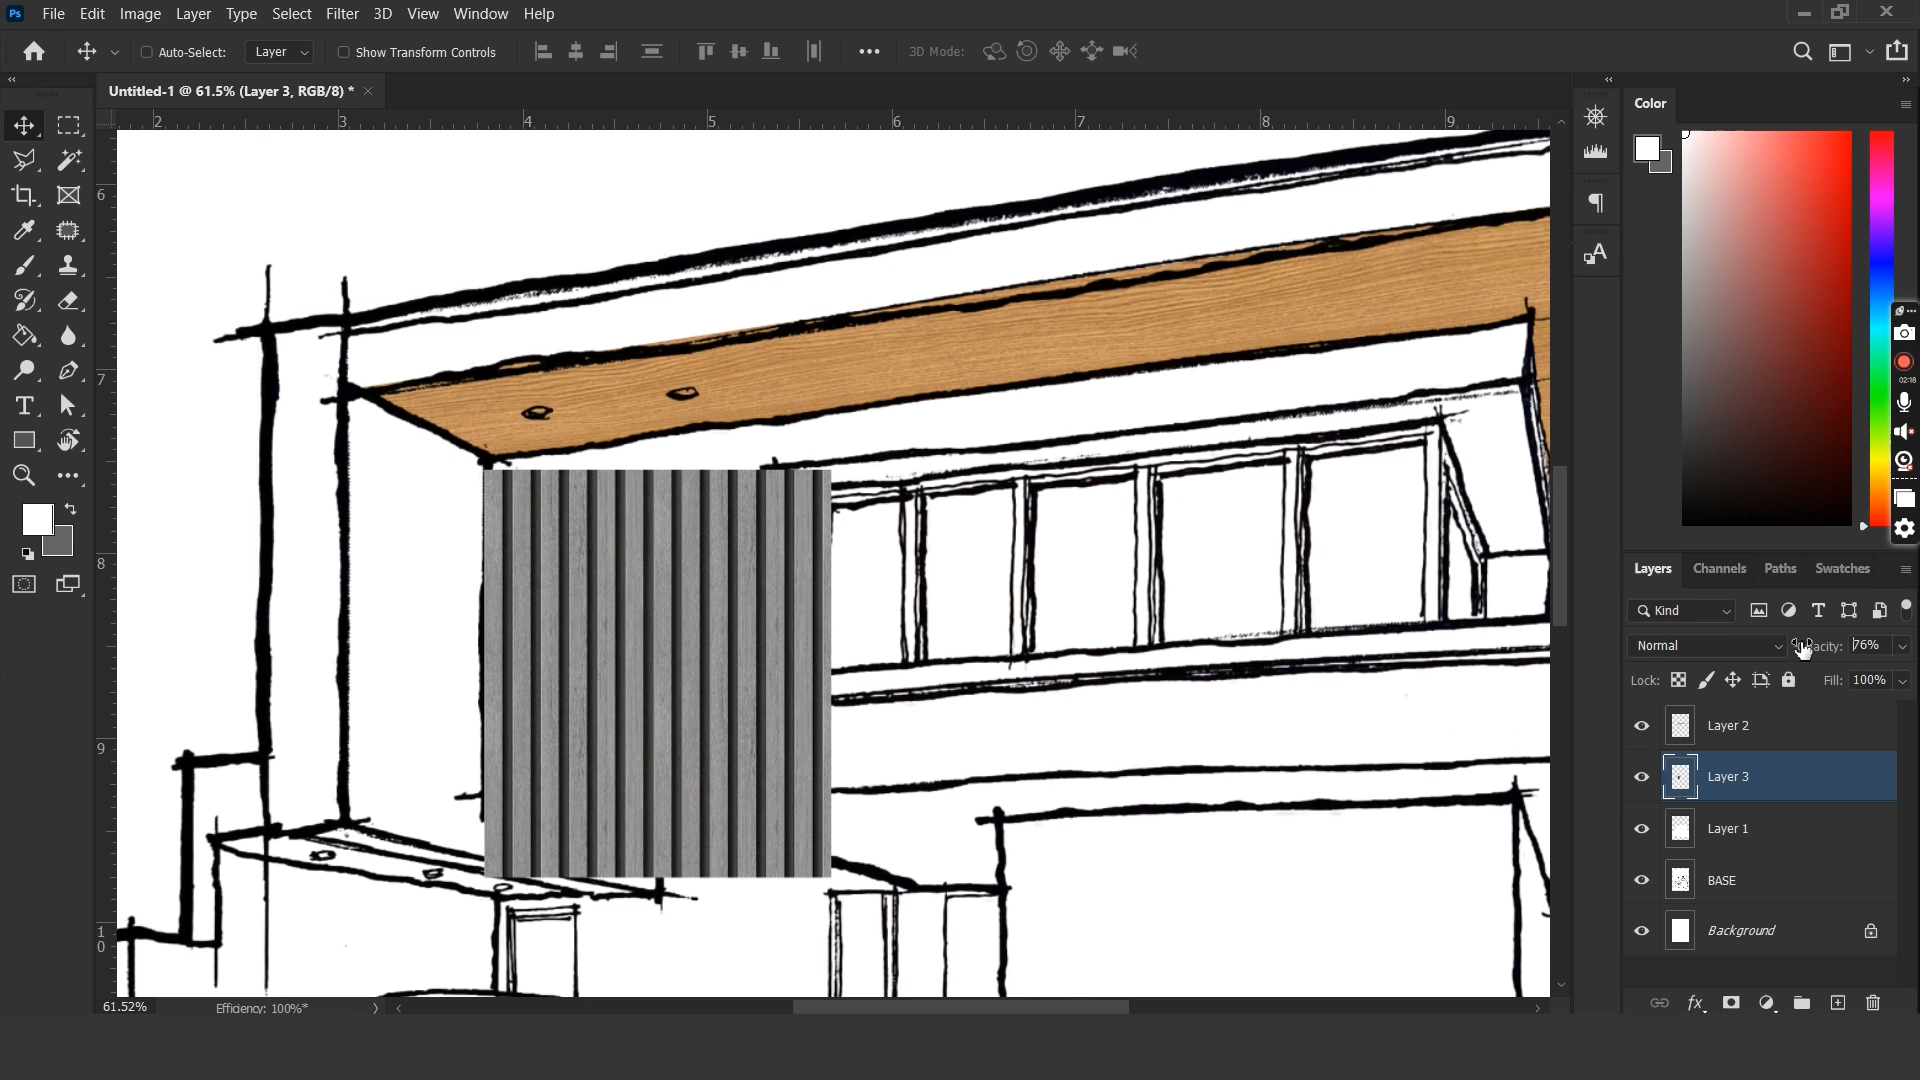 Ps File Edit Image Layer Type Select Filter 3D View Window Help
Auto-Select: Layer Show Transform Controls 3D Mode:
Untitled-1 @ 61.5% (Layer 3, RGB/8) *
2 3 4 5 6 7 8 9
6
7
8
9
1
0
61.52% Efficiency: 100%*
Color
02:18
Layers Channels Paths Swatches
Kind
Normal acity: 76%
Lock: Fill: 100%
Layer 2
Layer 3
Layer 1
BASE
Background